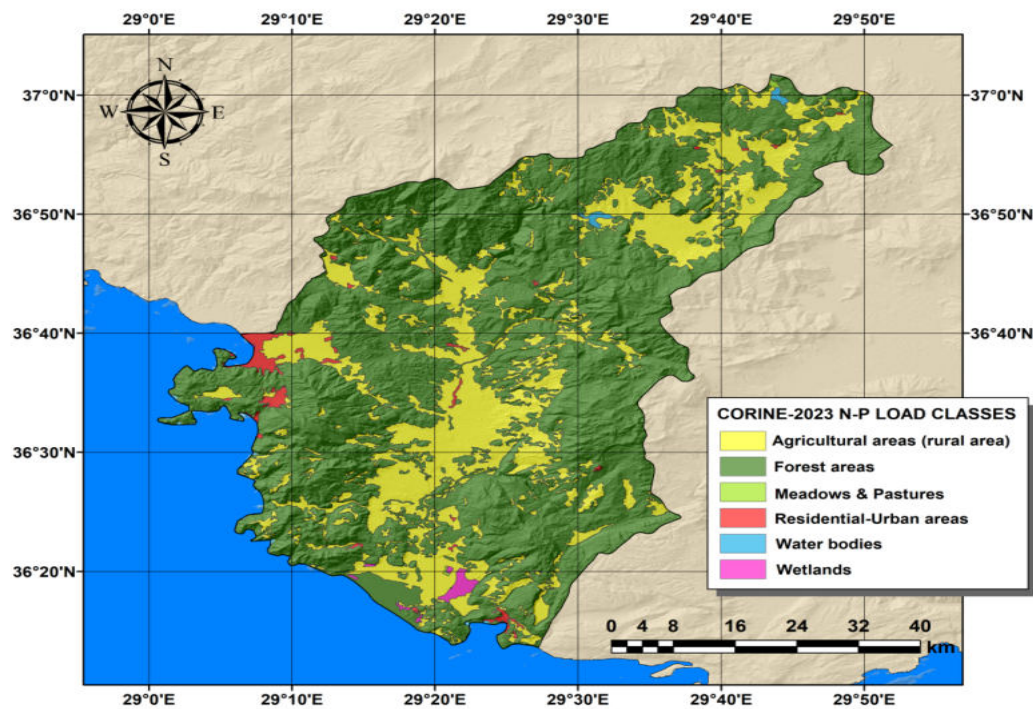 29°0'E 29°10'E 29°20'E 29°30'E 29°40'E 29°50'E
N
W E
S
37°0'N 37°0'N
36°50'N 36°50'N
36°40'N 36°40'N
36°30'N
36°20'N
CORINE-2023 N-P LOAD CLASSES
Agricultural areas (rural area)
Forest areas
Meadows & Pastures
Residential-Urban areas
Water bodies
Wetlands
0 4 8 16 24 32 40
km
29°0'E 29°10'E 29°20'E 29°30'E 29°40'E 29°50'E